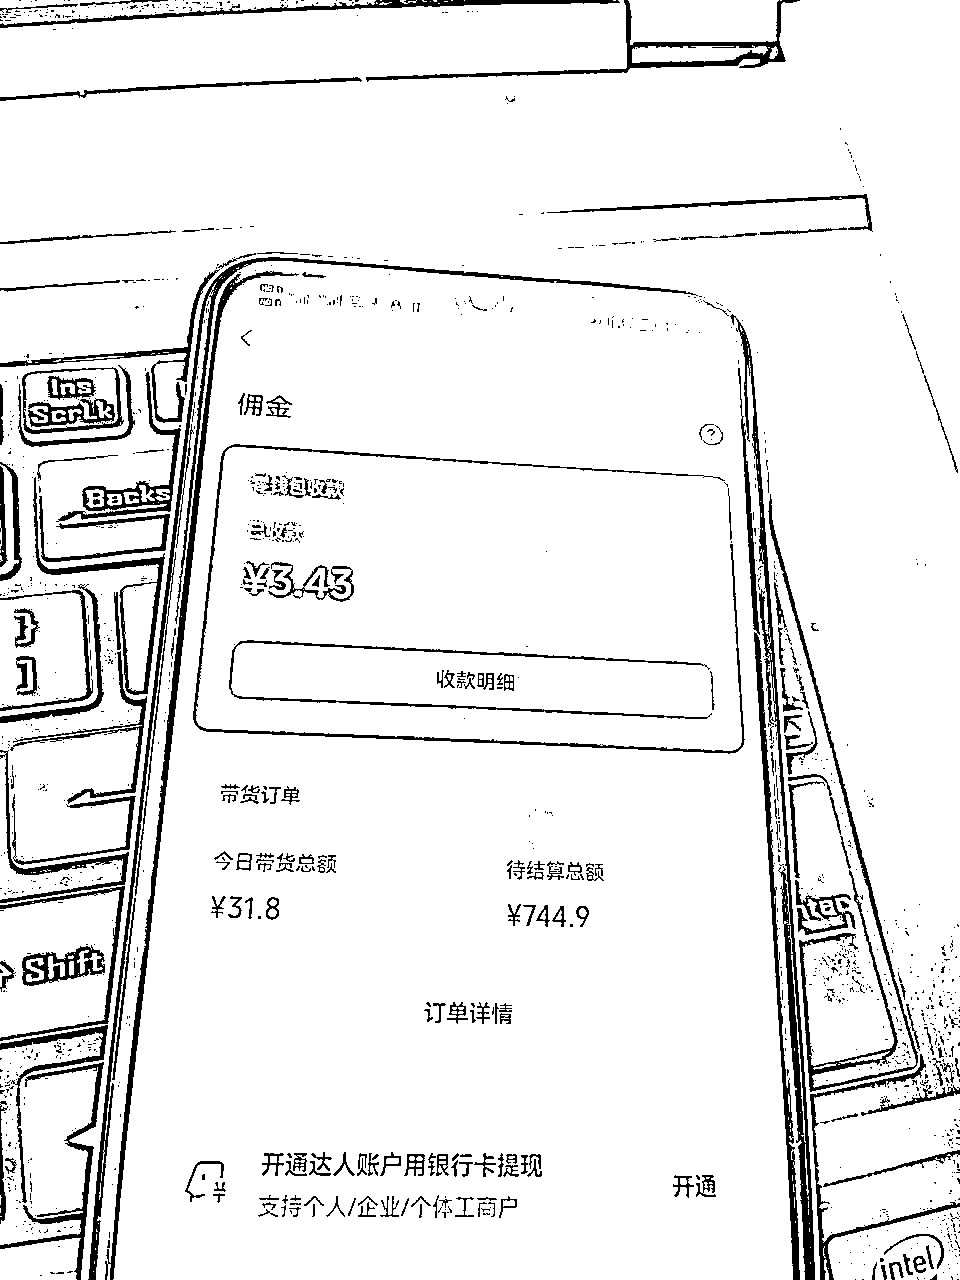 佣金
?
零钱包收款
总收款
¥3.43
收款明细
带货订单
今日带货总额
待结算总额
¥31.8
¥744.9
订单详情
开通达人账户用银行卡提现
支持个人/企业/个体工商户
开通
Ins
ScrLk
Backs
}
]
Shift
intel